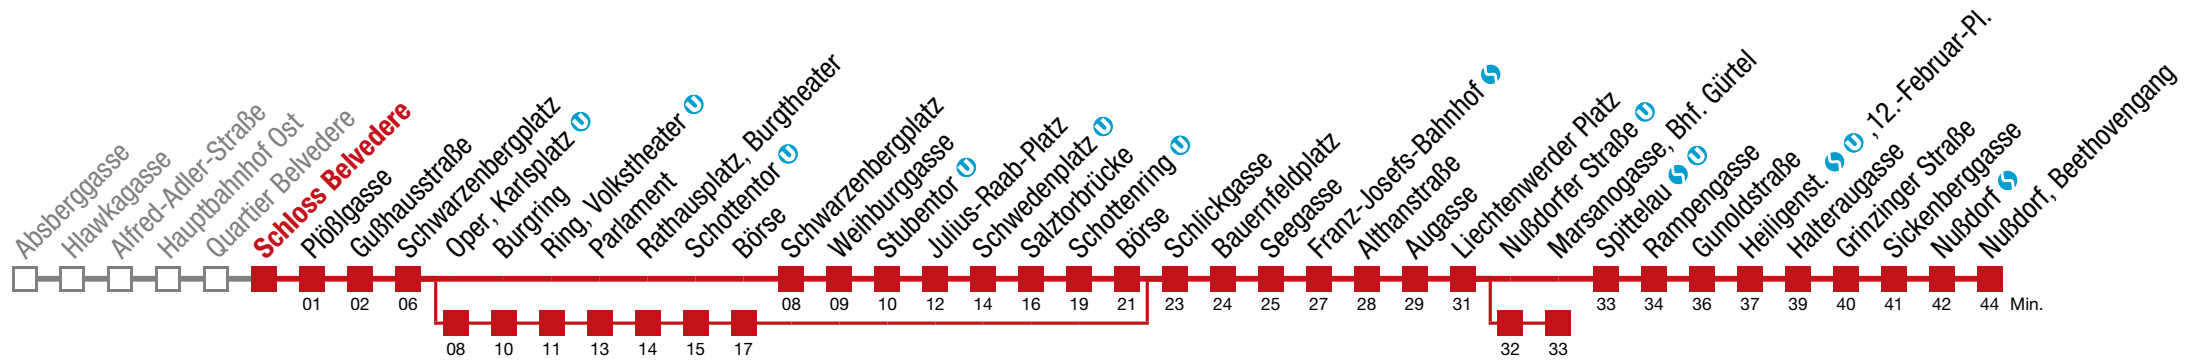 Absberggasse
Hlawkagasse
Alfred-Adler-Straße
Hauptbahnhof Ost
Quartier Belvedere
Schloss Belvedere
Plößlgasse
Gußhausstraße
Schwarzenbergplatz
Oper, Karlsplatz U
Burgring
Ring, Volkstheater U
Parlament
Rathausplatz, Burgtheater
Schottentor U
Börse
Schwarzenbergplatz
Weihburggasse
Stubentor U
Julius-Raab-Platz
Schwedenplatz U
Salztorbrücke
Schottenring U
Börse
Schlickgasse
Bauernfeldplatz
Seegasse
Franz-Josefs-Bahnhof S
Althanstraße
Augasse
Liechtenwerder Platz
Nußdorfer Straße U
Marsanogasse, Bhf. Gürtel
Spittelau S U
Rampengasse
Gunoldstraße
Heiligenst. S U ,12.-Februar-Pl.
Halteraugasse
Grinzinger Straße
Sickenberggasse
Nußdorf S
Nußdorf, Beethovengang
01 02 06 08 09 10 12 14 16 19 21 23 24 25 27 28 29 31 33 34 36 37 39 40 41 42 44 Min.
08 10 11 13 14 15 17 32 33